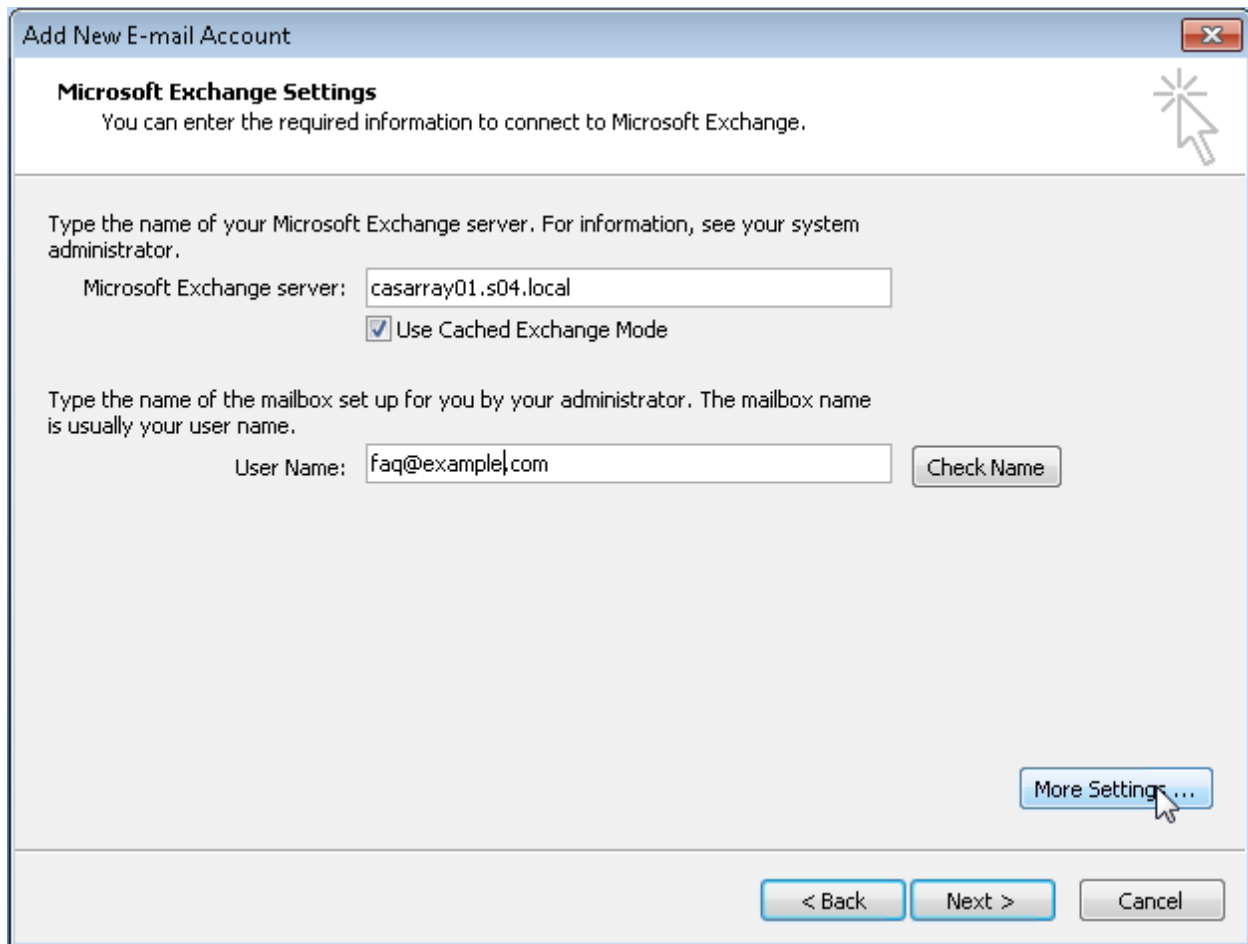 Add New E-mail Account
Microsoft Exchange Settings
You can enter the required information to connect to Microsoft Exchange.
Type the name of your Microsoft Exchange server. For information, see your system
administrator.
Microsoft Exchange server: casarray01.s04.local
Use Cached Exchange Mode
Type the name of the mailbox set up for you by your administrator. The mailbox name
is usually your user name.
User Name: faq@example.com Check Name
More Settings ...
< Back Next > Cancel